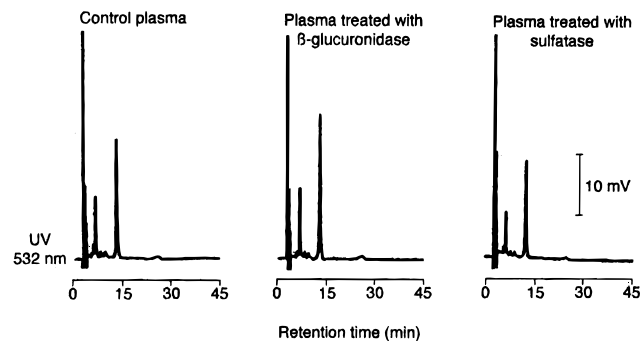 Control plasma
Plasma treated with
ß-glucuronidase
Plasma treated with
sulfatase
10 mV
UV
532 nm
0 15 30 45
0 15 30 45
0 15 30 45
Retention time (min)